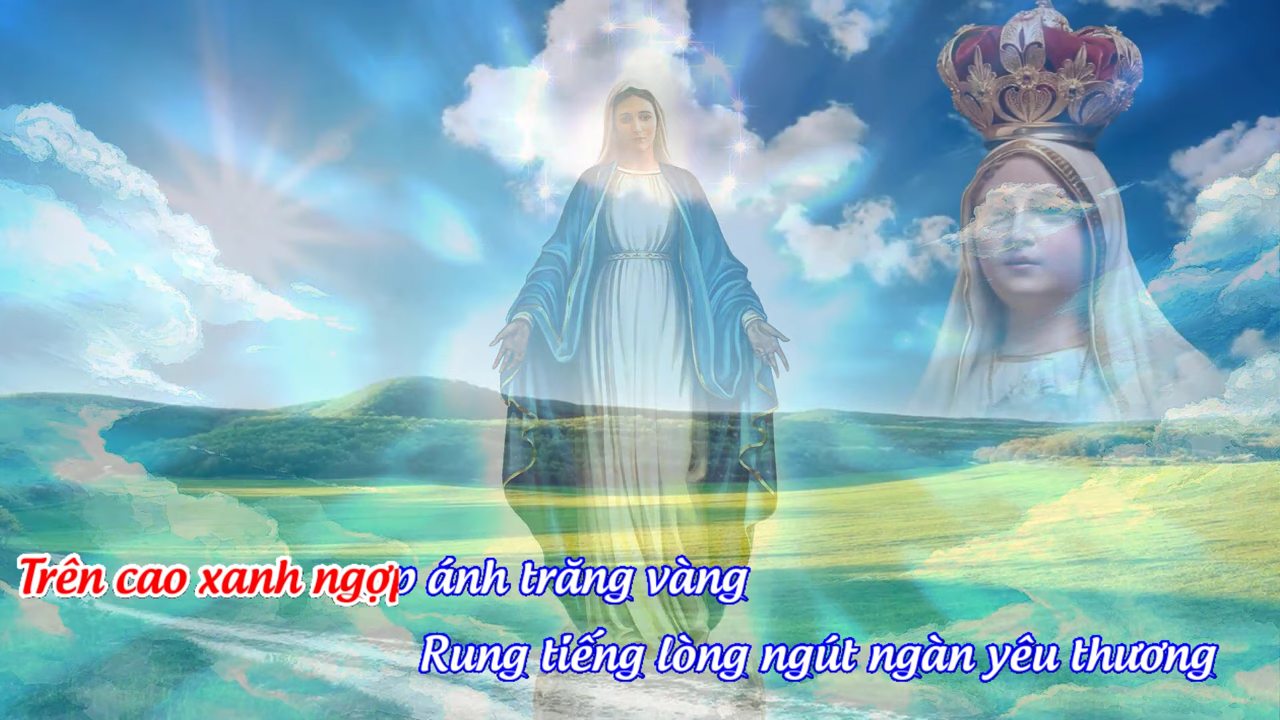 Trên cao xanh ngợp ánh trăng vàng
Rung tiếng lòng ngút ngàn yêu thương